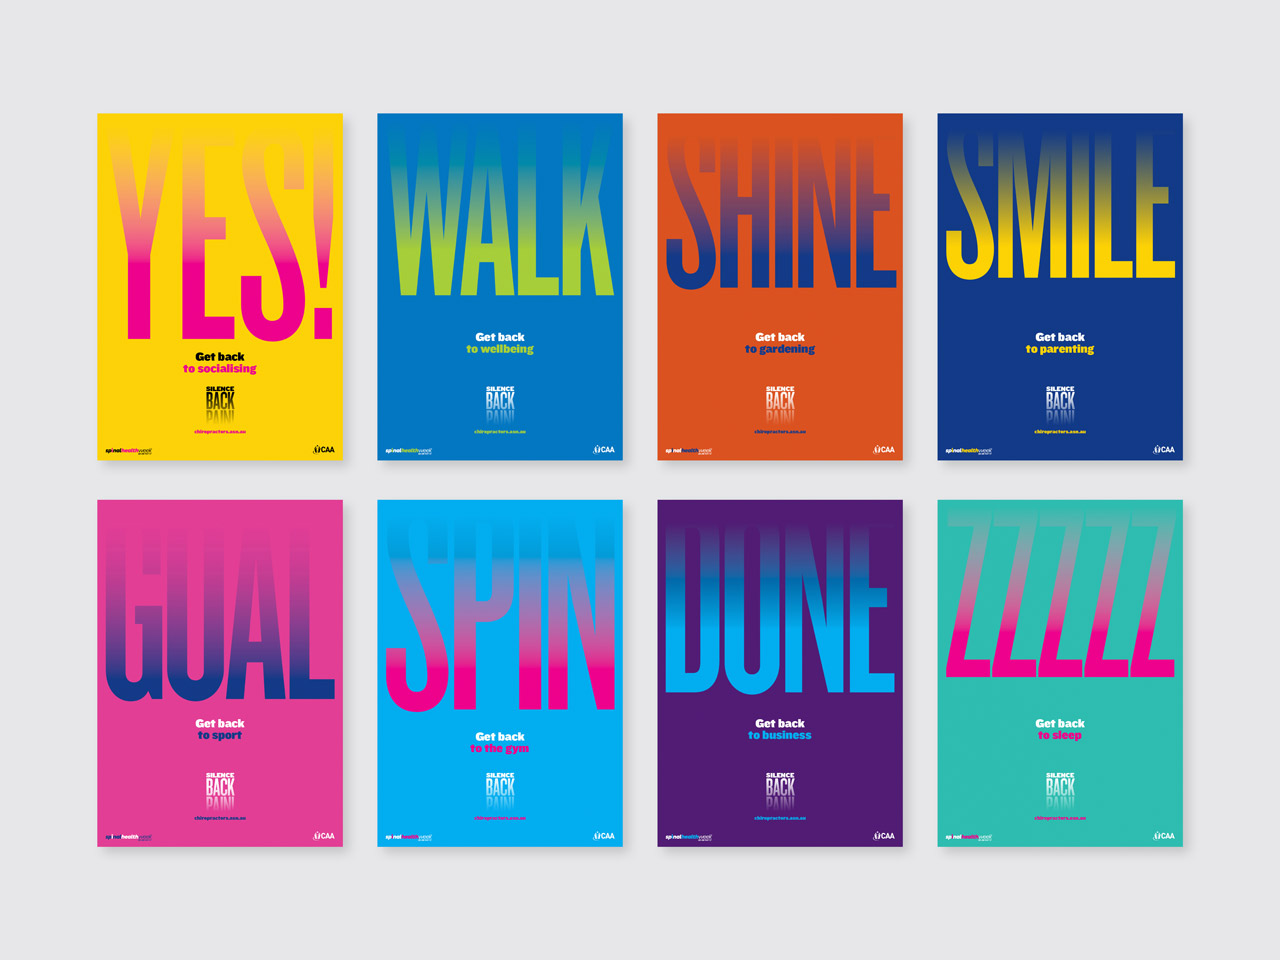 YES!
Get back
to socialising
SILENCE
BACK
PAIN
chiropractors.asn.au
spinalhealthweek
CAA
WALK
Get back
to wellbeing
SILENCE
BACK
PAIN
chiropractors.asn.au
spinalhealthweek
CAA
SHINE
Get back
to gardening
SILENCE
BACK
PAIN
chiropractors.asn.au
spinalhealthweek
CAA
SMILE
Get back
to parenting
SILENCE
BACK
PAIN
chiropractors.asn.au
spinalhealthweek
CAA
GOAL
Get back
to sport
SILENCE
BACK
PAIN
chiropractors.asn.au
spinalhealthweek
CAA
SPIN
Get back
to the gym
SILENCE
BACK
PAIN
chiropractors.asn.au
spinalhealthweek
CAA
DONE
Get back
to business
SILENCE
BACK
PAIN
chiropractors.asn.au
spinalhealthweek
CAA
ZZZZZ
Get back
to sleep
SILENCE
BACK
PAIN
chiropractors.asn.au
spinalhealthweek
CAA